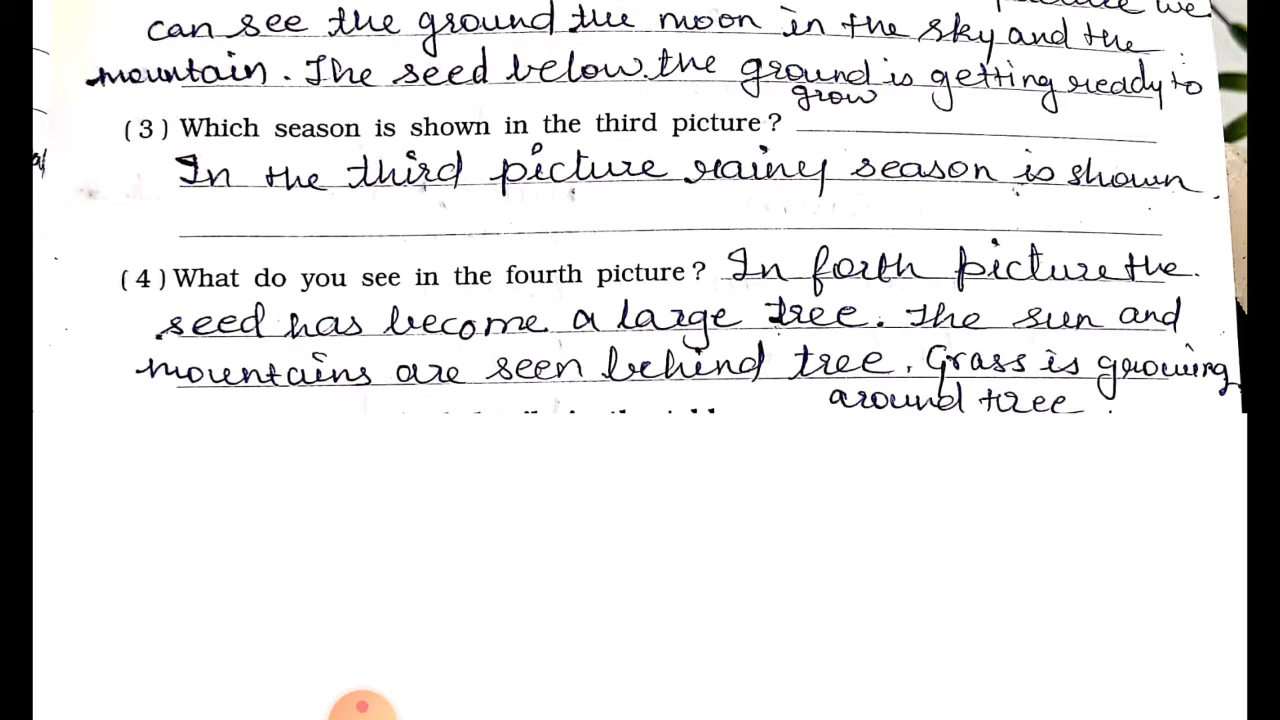 we
can see the ground the moon in the sky and the
mountain. The seed below the ground is getting ready to
grow
(3) Which season is shown in the third picture?
In the third picture rainy season is shown.
(4) What do you see in the fourth picture? In forth picture the
seed has become a large tree. The sun and
mountains are seen behind tree. Grass is growing
around tree.